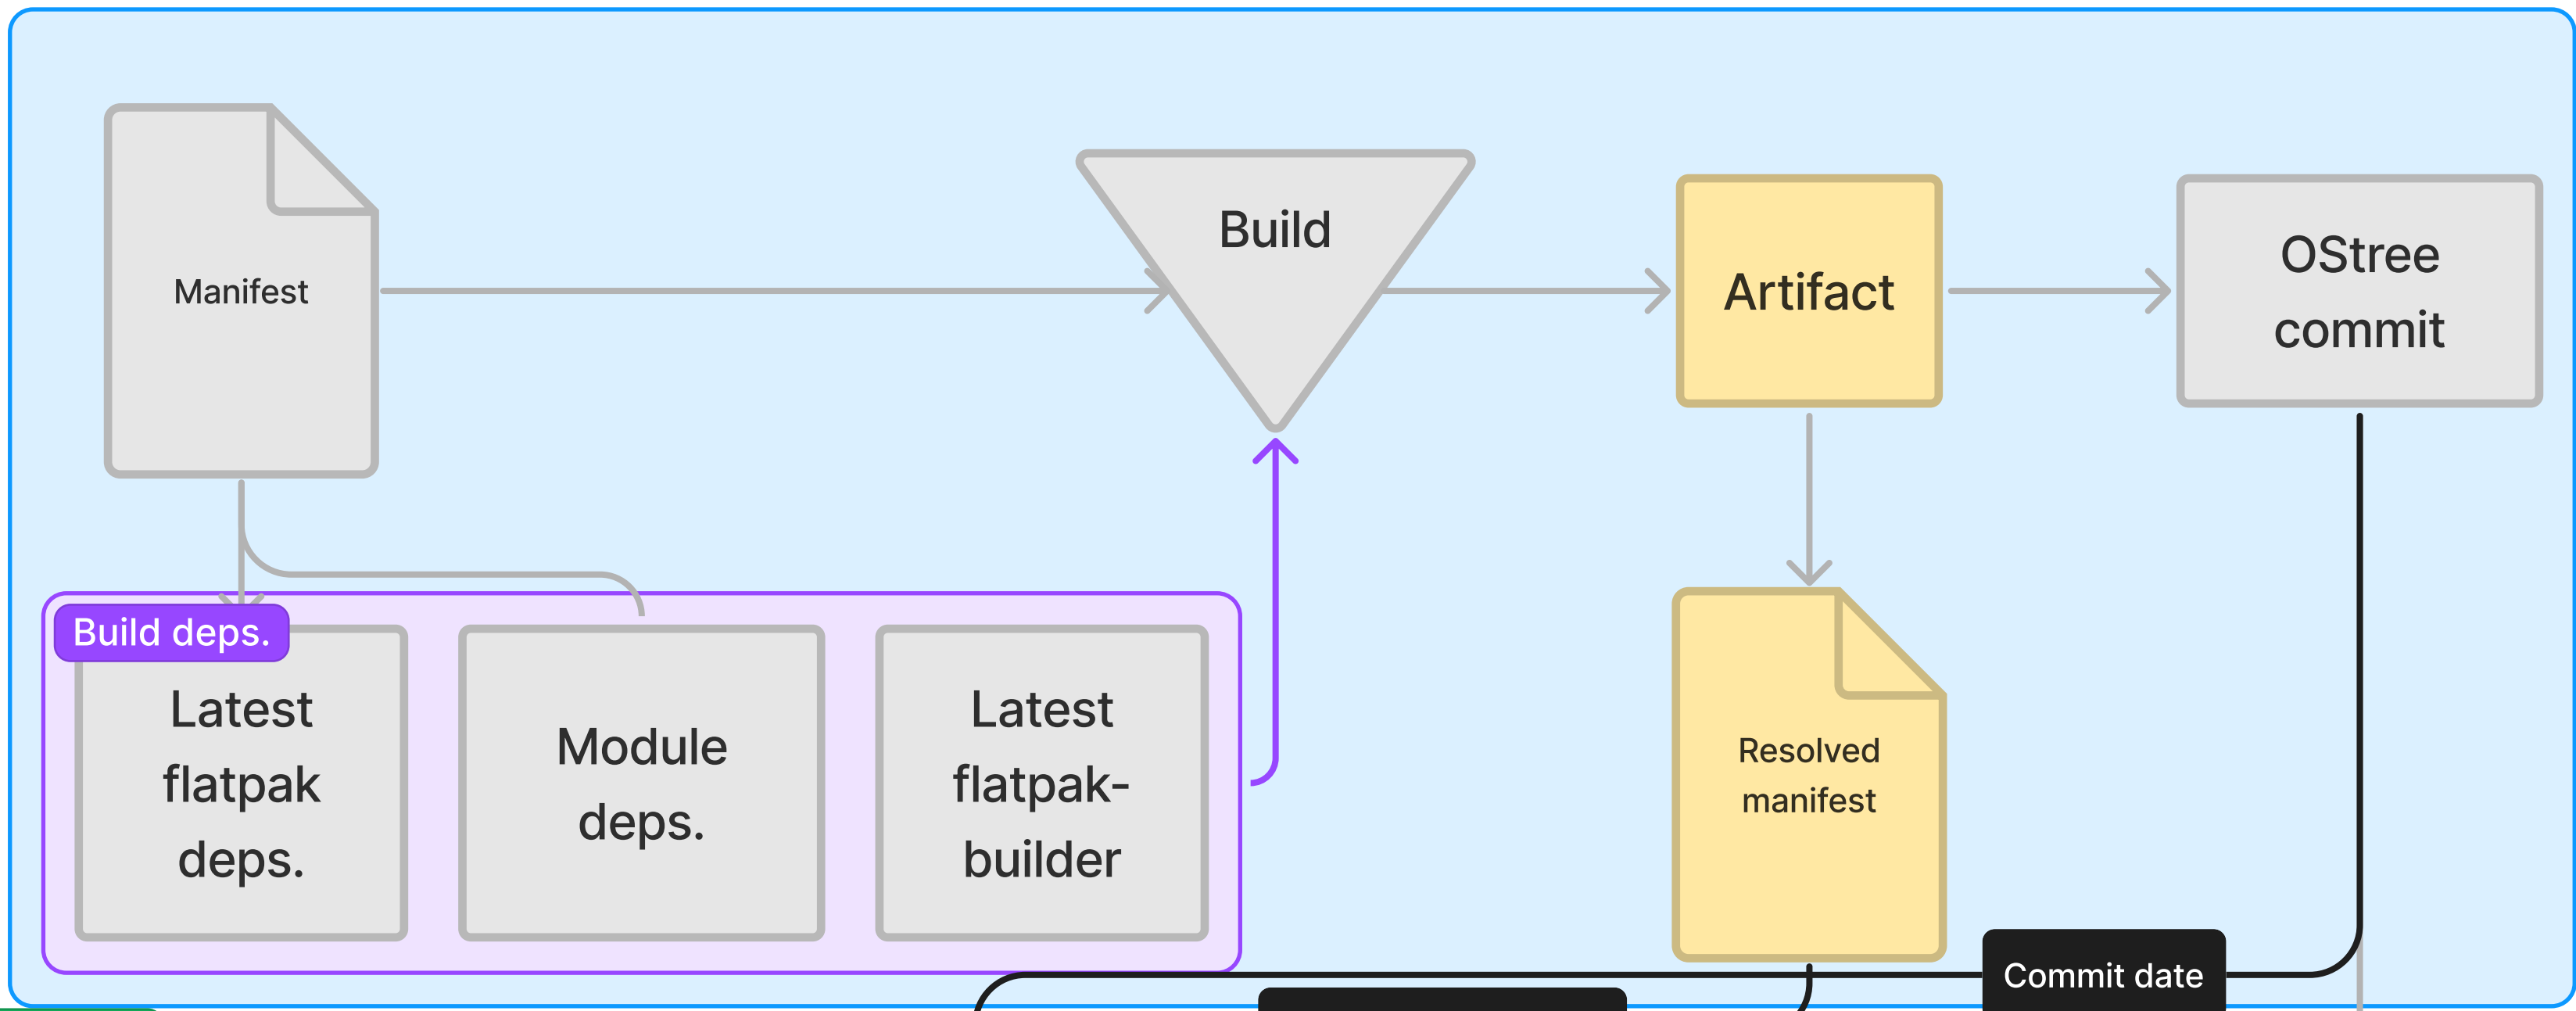 Manifest
Build
Artifact
OStree
commit
Build deps.
Latest
flatpak
deps.
Module
deps.
Latest
flatpak-
builder
Resolved
manifest
Commit date